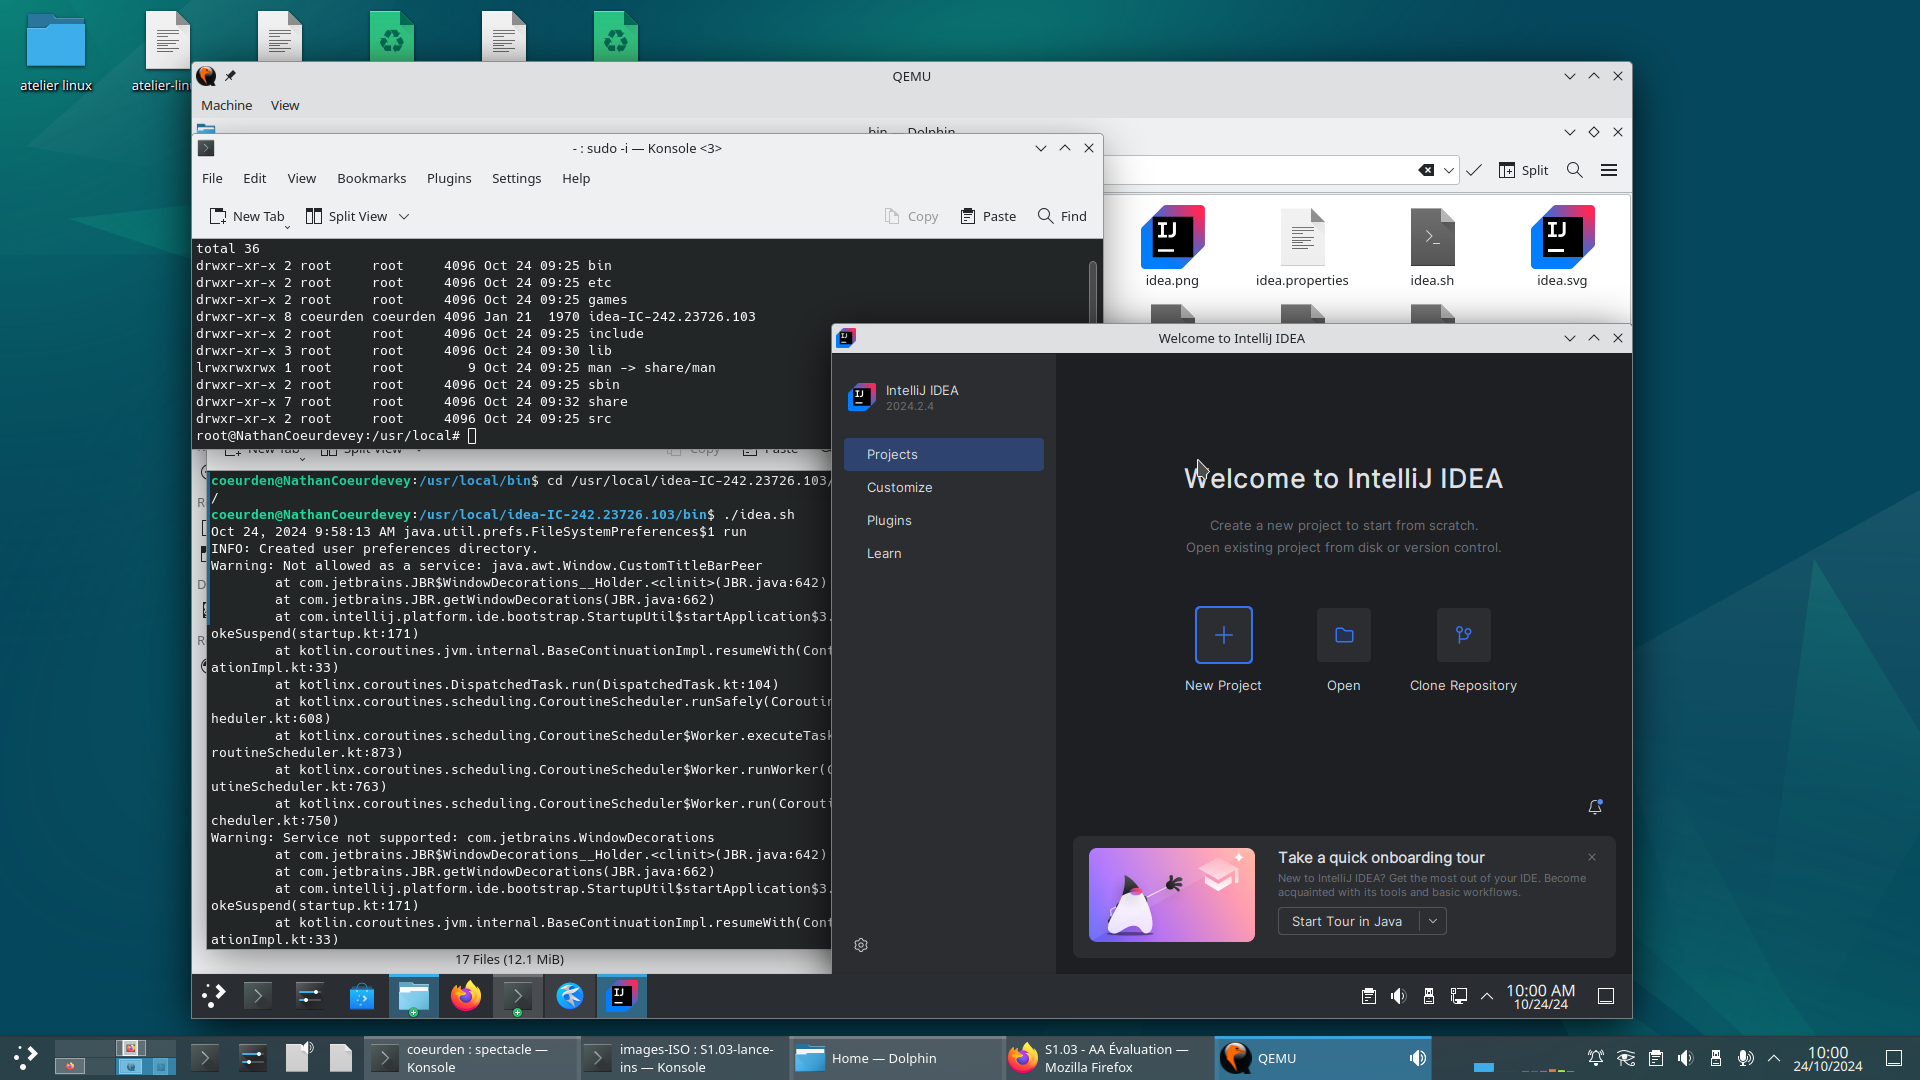 atelier linux
QEMU
Machine
View
- : sudo -i — Konsole <3>
File
Edit
View
Bookmarks
Plugins
Settings
Help
Split
New Tab
Split View
Copy
Paste
Find
total 36
drwxr-xr-x 2 root     root     4096 Oct 24 09:25 bin
drwxr-xr-x 2 root     root     4096 Oct 24 09:25 etc
drwxr-xr-x 2 root     root     4096 Oct 24 09:25 games
drwxr-xr-x 8 coeurden coeurden 4096 Jan 21  1970 idea-IC-242.23726.103
drwxr-xr-x 2 root     root     4096 Oct 24 09:25 include
drwxr-xr-x 3 root     root     4096 Oct 24 09:30 lib
lrwxrwxrwx 1 root     root        9 Oct 24 09:25 man -> share/man
drwxr-xr-x 2 root     root     4096 Oct 24 09:25 sbin
drwxr-xr-x 7 root     root     4096 Oct 24 09:32 share
drwxr-xr-x 2 root     root     4096 Oct 24 09:25 src
root@NathanCoeurdevey:/usr/local#
idea.png
idea.properties
idea.sh
idea.svg
coeurden@NathanCoeurdevey:/usr/local/bin$ cd /usr/local/idea-IC-242.23726.103/
/
coeurden@NathanCoeurdevey:/usr/local/idea-IC-242.23726.103/bin$ ./idea.sh
Oct 24, 2024 9:58:13 AM java.util.prefs.FileSystemPreferences$1 run
INFO: Created user preferences directory.
Warning: Not allowed as a service: java.awt.Window.CustomTitleBarPeer
at com.jetbrains.JBR$WindowDecorations__Holder.<clinit>(JBR.java:642)
at com.jetbrains.JBR.getWindowDecorations(JBR.java:662)
at com.intellij.platform.ide.bootstrap.StartupUtil$startApplication$3.
okeSuspend(startup.kt:171)
at kotlin.coroutines.jvm.internal.BaseContinuationImpl.resumeWith(Cont
ationImpl.kt:33)
at kotlinx.coroutines.DispatchedTask.run(DispatchedTask.kt:104)
at kotlinx.coroutines.scheduling.CoroutineScheduler.runSafely(Corouti
heduler.kt:608)
at kotlinx.coroutines.scheduling.CoroutineScheduler$Worker.executeTask
routineScheduler.kt:873)
at kotlinx.coroutines.scheduling.CoroutineScheduler$Worker.runWorker(
utineScheduler.kt:763)
at kotlinx.coroutines.scheduling.CoroutineScheduler$Worker.run(Corouti
cheduler.kt:750)
Warning: Service not supported: com.jetbrains.WindowDecorations
at com.jetbrains.JBR$WindowDecorations__Holder.<clinit>(JBR.java:642)
at com.jetbrains.JBR.getWindowDecorations(JBR.java:662)
at com.intellij.platform.ide.bootstrap.StartupUtil$startApplication$3.
okeSuspend(startup.kt:171)
at kotlin.coroutines.jvm.internal.BaseContinuationImpl.resumeWith(Cont
ationImpl.kt:33)
17 Files (12.1 MiB)
Welcome to IntelliJ IDEA
IntelliJ IDEA
2024.2.4
Projects
Customize
Plugins
Learn
Welcome to IntelliJ IDEA
Create a new project to start from scratch.
Open existing project from disk or version control.
New Project
Open
Clone Repository
Take a quick onboarding tour
New to IntelliJ IDEA? Get the most out of your IDE. Become
acquainted with its tools and basic workflows.
Start Tour in Java
10:00 AM
10/24/24
coeurden : spectacle —
Konsole
images-ISO : S1.03-lance-
ins — Konsole
Home — Dolphin
S1.03 - AA Évaluation —
Mozilla Firefox
QEMU
10:00
24/10/2024